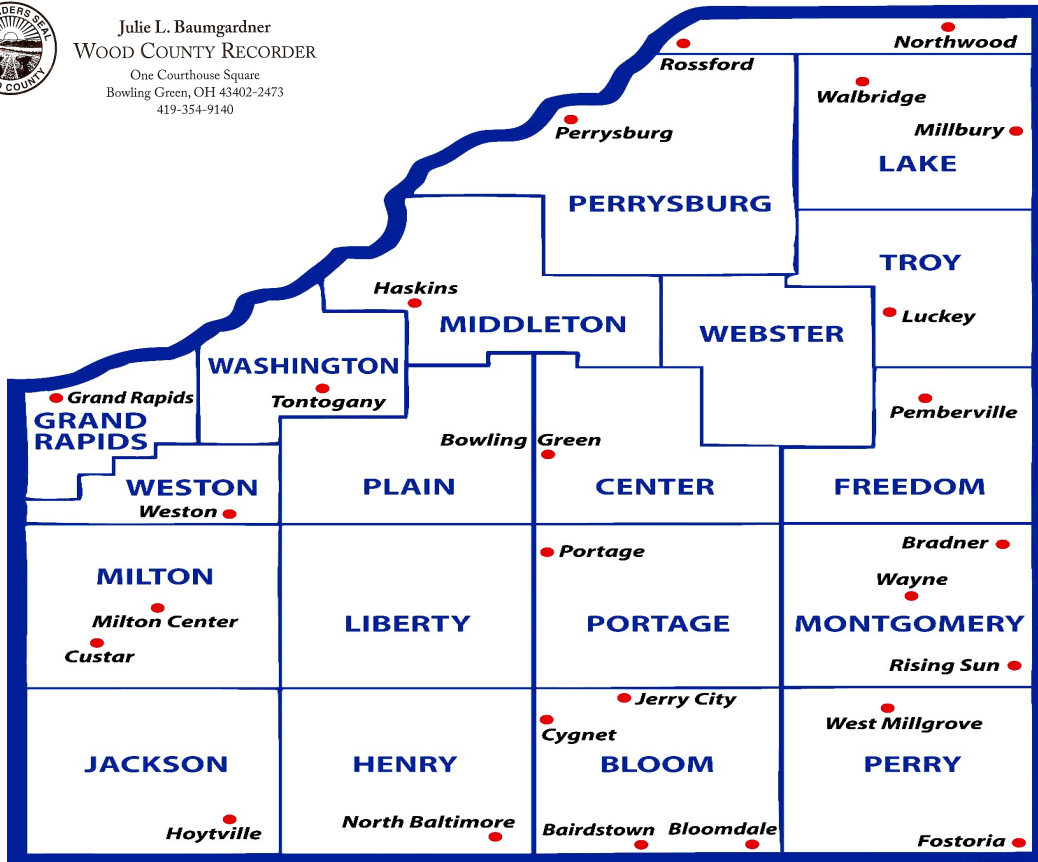 DERS SEAL
COUNTY
Julie L. Baumgardner
WOOD COUNTY RECORDER
One Courthouse Square
Bowling Green, OH 43402-2473
419-354-9140
Northwood
Rossford
Walbridge
Perrysburg
Millbury
LAKE
PERRYSBURG
TROY
Haskins
Luckey
MIDDLETON
WEBSTER
WASHINGTON
Grand Rapids
Tontogany
Pemberville
GRAND
RAPIDS
Bowling Green
WESTON
PLAIN
CENTER
FREEDOM
Weston
Bradner
Portage
MILTON
Wayne
Milton Center
LIBERTY
PORTAGE
MONTGOMERY
Custar
Rising Sun
Jerry City
West Millgrove
Cygnet
JACKSON
HENRY
BLOOM
PERRY
Hoytville
North Baltimore
Bairdstown
Bloomdale
Fostoria